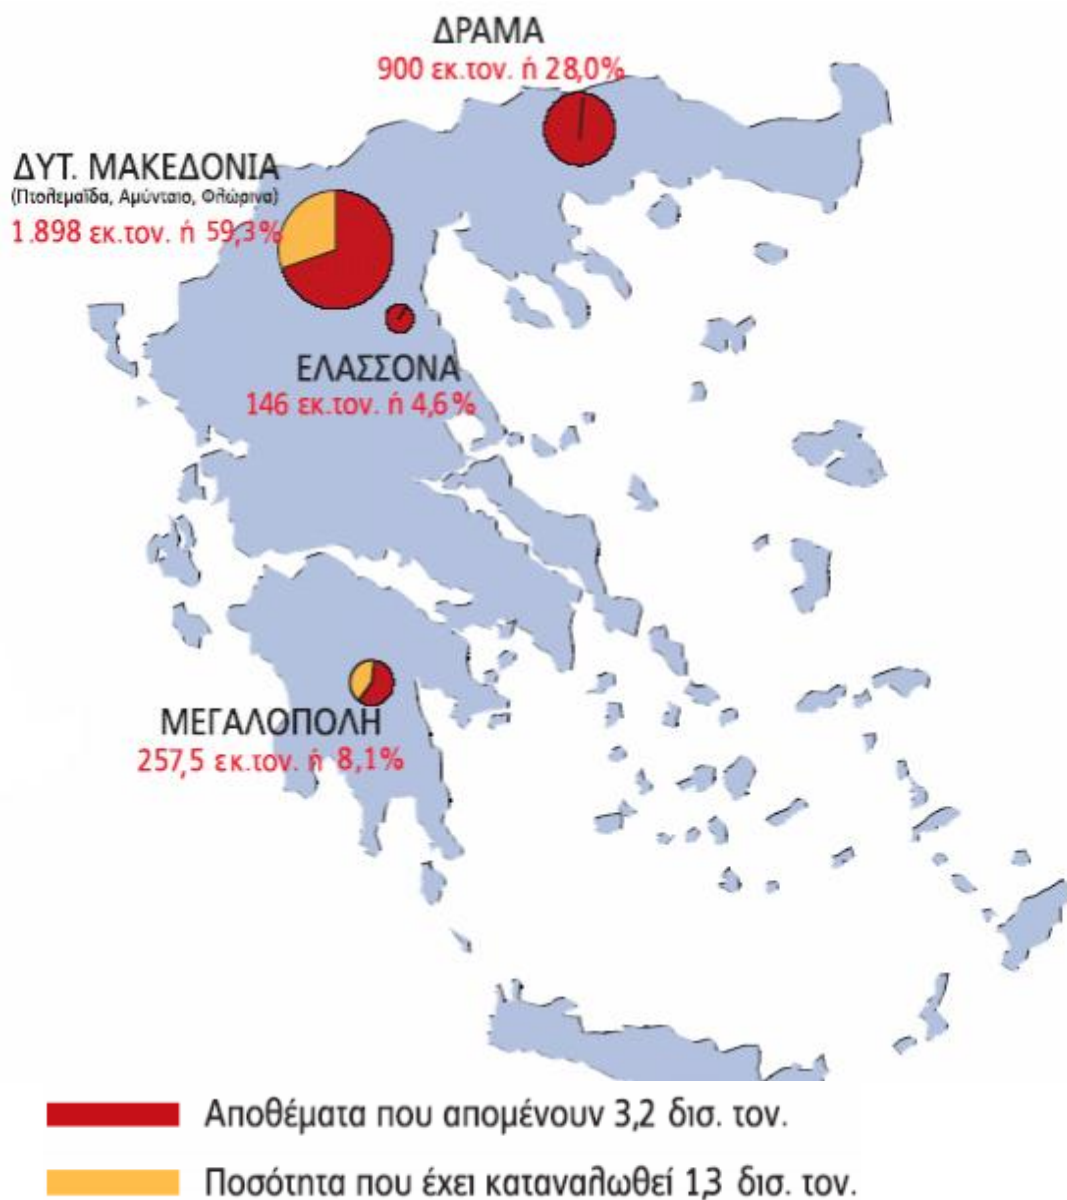 ΔΡΑΜΑ
900 εκ.τον. ή 28,0%
ΔΥΤ. ΜΑΚΕΔΟΝΙΑ
(Πτολεμαΐδα, Αμύνταιο, Φλώρινα)
1.898 εκ.τον. ή 59,3%
ΕΛΑΣΣΟΝΑ
146 εκ.τον. ή 4,6%
ΜΕΓΑΛΟΠΟΛΗ
257,5 εκ.τον. ή 8,1%
Αποθέματα που απομένουν 3,2 δισ. τον.
Ποσότητα που έχει καταναλωθεί 1,3 δισ. τον.